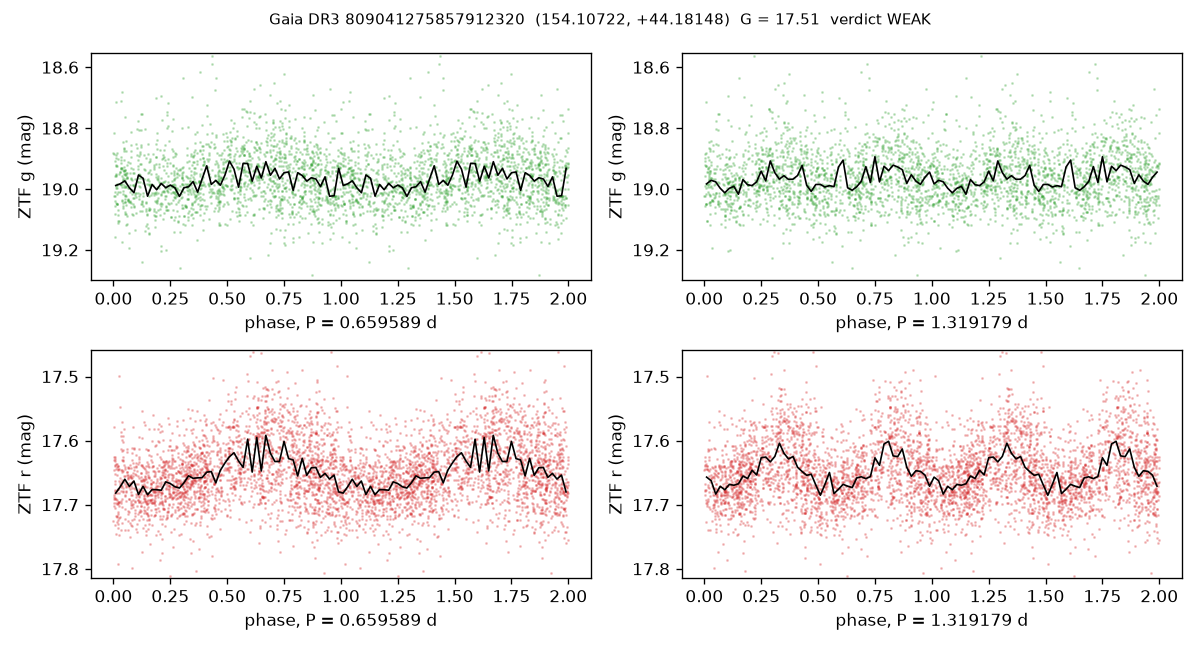 Gaia DR3 809041275857912320  (154.10722, +44.18148)  G = 17.51  verdict WEAK
ZTF g (mag)
18.6
18.8
19.0
19.2
0.00 0.25 0.50 0.75 1.00 1.25 1.50 1.75 2.00
phase, P = 0.659589 d
ZTF g (mag)
18.6
18.8
19.0
19.2
0.00 0.25 0.50 0.75 1.00 1.25 1.50 1.75 2.00
phase, P = 1.319179 d
ZTF r (mag)
17.5
17.6
17.7
17.8
0.00 0.25 0.50 0.75 1.00 1.25 1.50 1.75 2.00
phase, P = 0.659589 d
ZTF r (mag)
17.5
17.6
17.7
17.8
0.00 0.25 0.50 0.75 1.00 1.25 1.50 1.75 2.00
phase, P = 1.319179 d